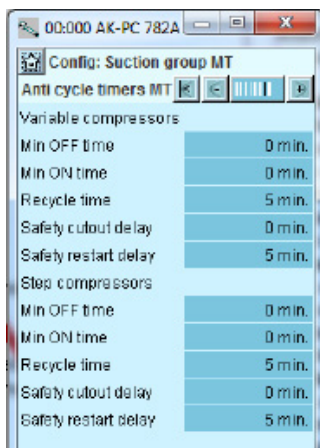 00:000 AK-PC 782A
Config: Suction group MT
Anti cycle timers MT
Variable compressors
Min OFF time 0 min.
Min ON time 0 min.
Recycle time 5 min.
Safety cutout delay 0 min.
Safety restart delay 5 min.
Step compressors
Min OFF time 0 min.
Min ON time 0 min.
Recycle time 5 min.
Safety cutout delay 0 min.
Safety restart delay 5 min.